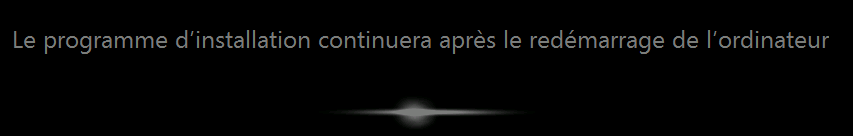 Le programme d’installation continuera après le redémarrage de l’ordinateur